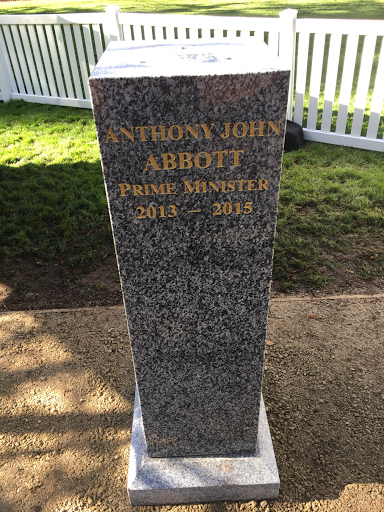 ANTHONY JOHN
ABBOTT
PRIME MINISTER
2013 – 2015